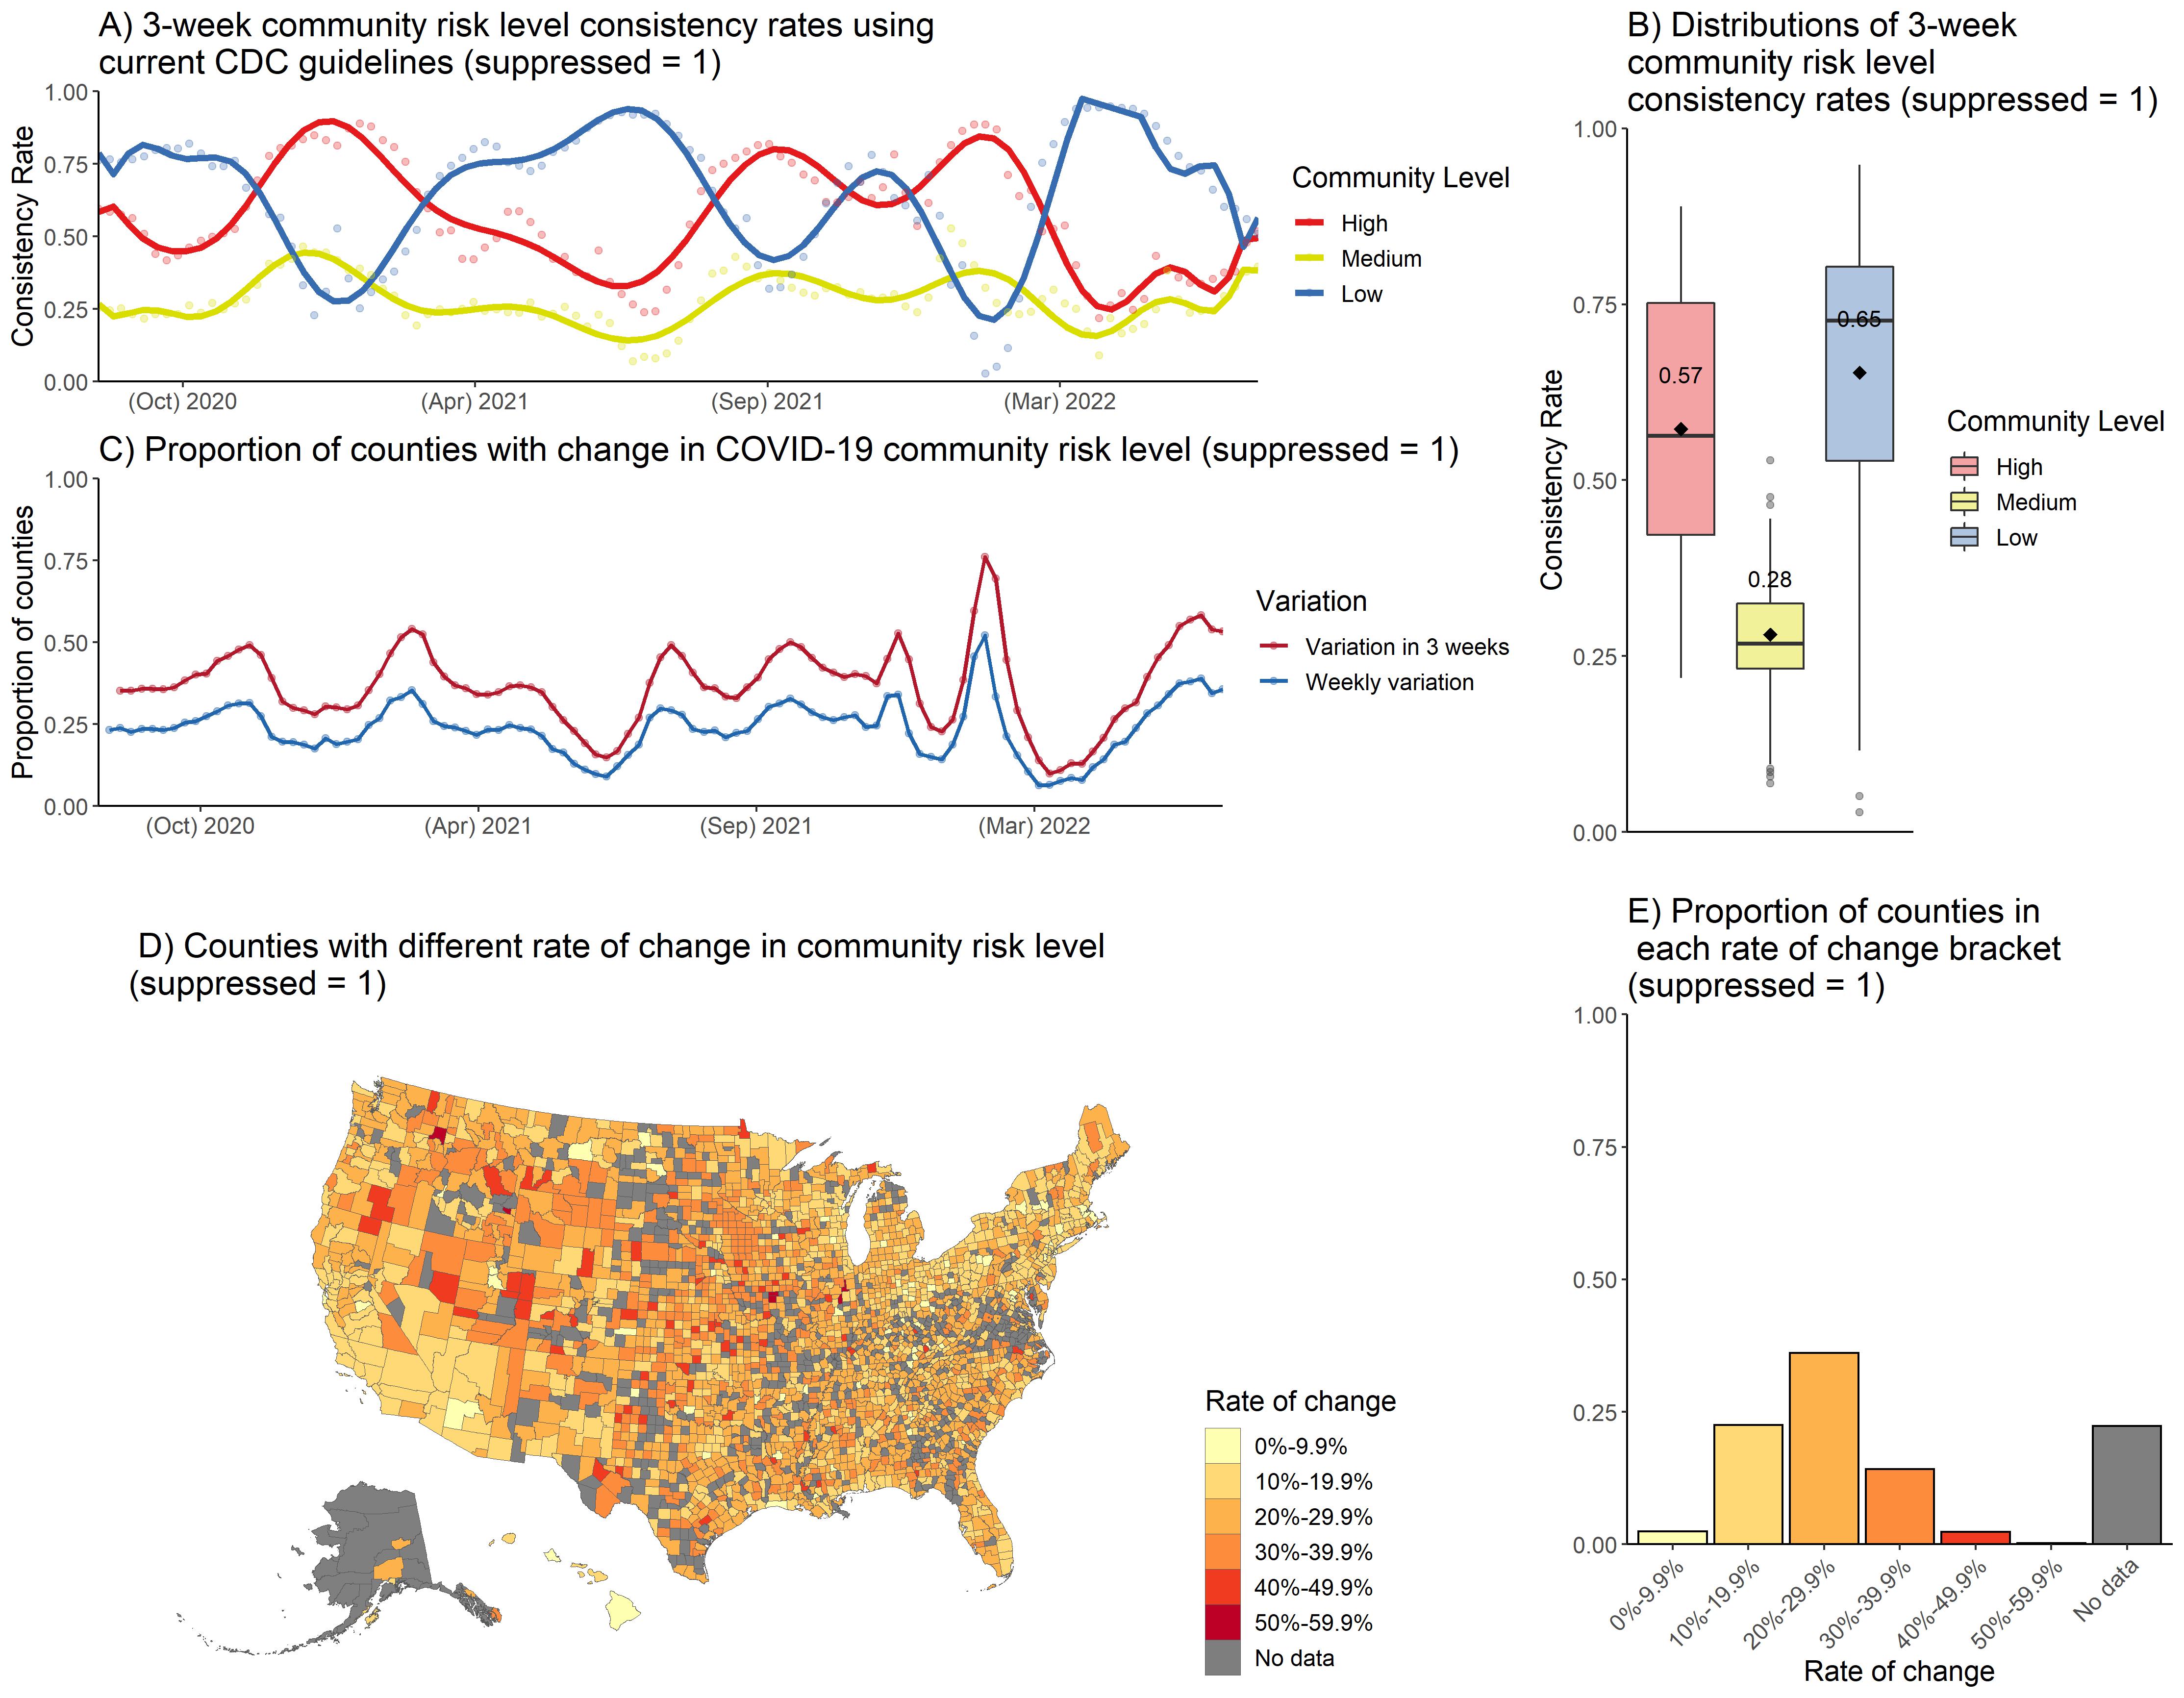 A) 3-week community risk level consistency rates using
current CDC guidelines (suppressed = 1)
Consistency Rate
1.00
0.75
0.50
0.25
0.00
(Oct) 2020
(Apr) 2021
(Sep) 2021
(Mar) 2022
Community Level
High
Medium
Low
B) Distributions of 3-week
community risk level
consistency rates (suppressed = 1)
Consistency Rate
1.00
0.75
0.50
0.25
0.00
0.57
0.28
0.65
Community Level
High
Medium
Low
C) Proportion of counties with change in COVID-19 community risk level (suppressed = 1)
Proportion of counties
1.00
0.75
0.50
0.25
0.00
(Oct) 2020
(Apr) 2021
(Sep) 2021
(Mar) 2022
Variation
Variation in 3 weeks
Weekly variation
D) Counties with different rate of change in community risk level
(suppressed = 1)
Rate of change
0%-9.9%
10%-19.9%
20%-29.9%
30%-39.9%
40%-49.9%
50%-59.9%
No data
E) Proportion of counties in
each rate of change bracket
(suppressed = 1)
1.00
0.75
0.50
0.25
0.00
0%-9.9%
10%-19.9%
20%-29.9%
30%-39.9%
40%-49.9%
50%-59.9%
No data
Rate of change